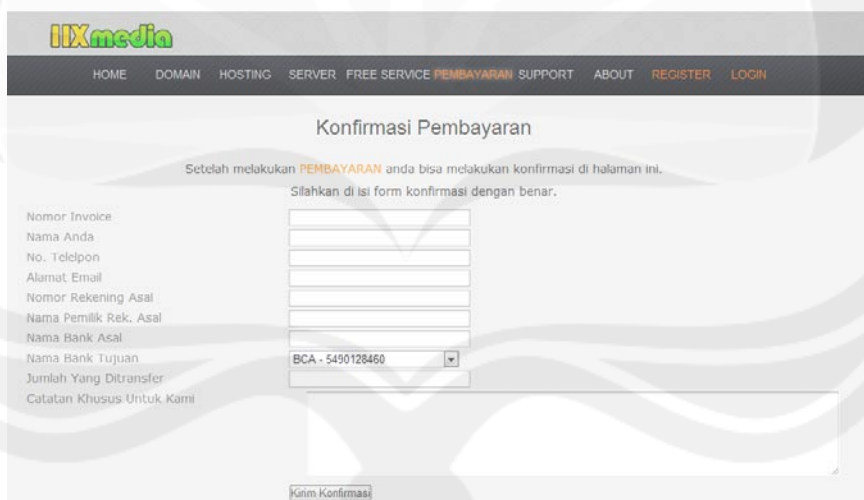 IIXmedia
HOME DOMAIN HOSTING SERVER FREE SERVICE PEMBAYARAN SUPPORT ABOUT REGISTER LOGIN
Konfirmasi Pembayaran
Setelah melakukan PEMBAYARAN anda bisa melakukan konfirmasi di halaman ini.
Silahkan di isi form konfirmasi dengan benar.
Nomor Invoice
Nama Anda
No. Telelpon
Alamat Email
Nomor Rekening Asal
Nama Pemilik Rek. Asal
Nama Bank Asal
Nama Bank Tujuan BCA - 5490128460
Jumlah Yang Ditransfer
Catatan Khusus Untuk Kami
Kirim Konfirmasi